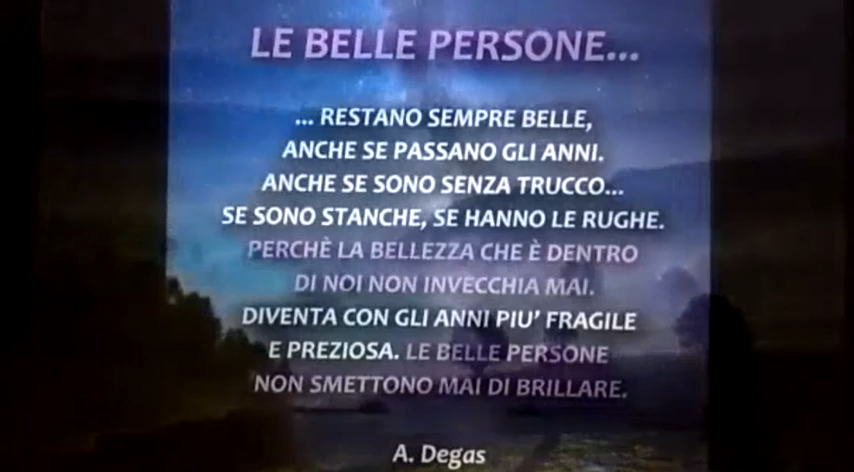 LE BELLE PERSONE...
... RESTANO SEMPRE BELLE,
ANCHE SE PASSANO GLI ANNI.
ANCHE SE SONO SENZA TRUCCO...
SE SONO STANCHE, SE HANNO LE RUGHE.
PERCHÈ LA BELLEZZA CHE È DENTRO
DI NOI NON INVECCHIA MAI.
DIVENTA CON GLI ANNI PIU' FRAGILE
E PREZIOSA. LE BELLE PERSONE
NON SMETTONO MAI DI BRILLARE.
A. Degas